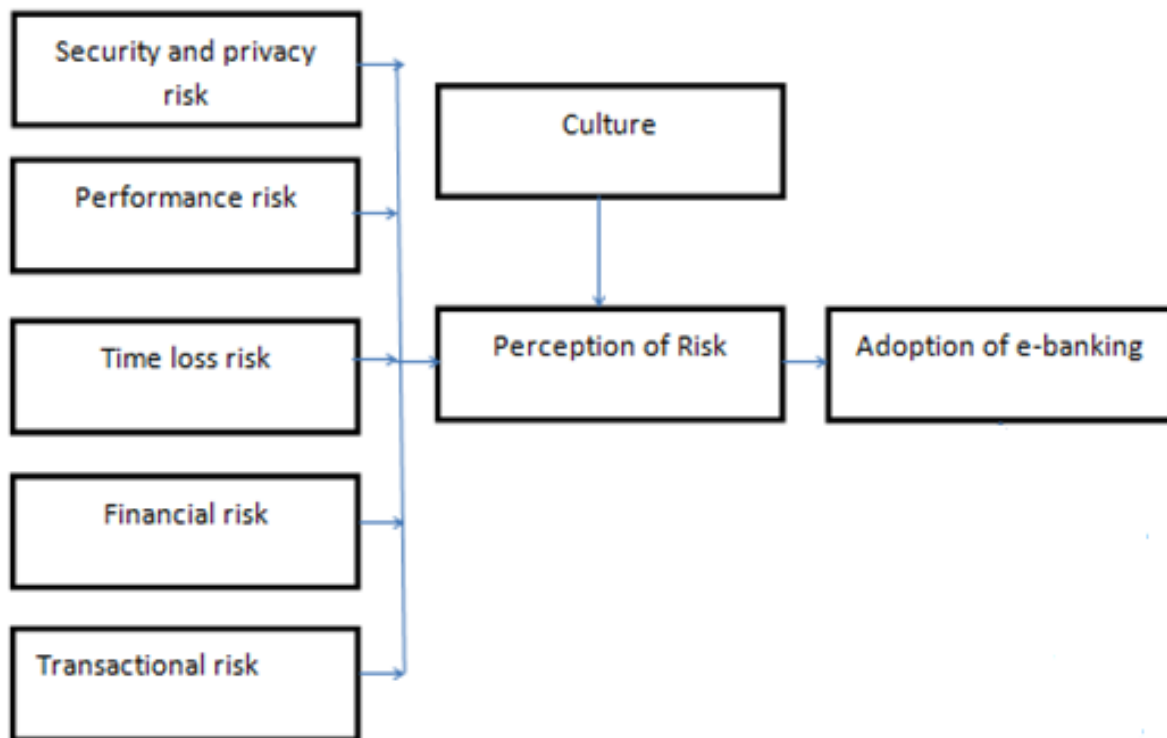 Security and privacy
risk
Culture
Performance risk
Time loss risk
Perception of Risk
Adoption of e-banking
Financial risk
Transactional risk